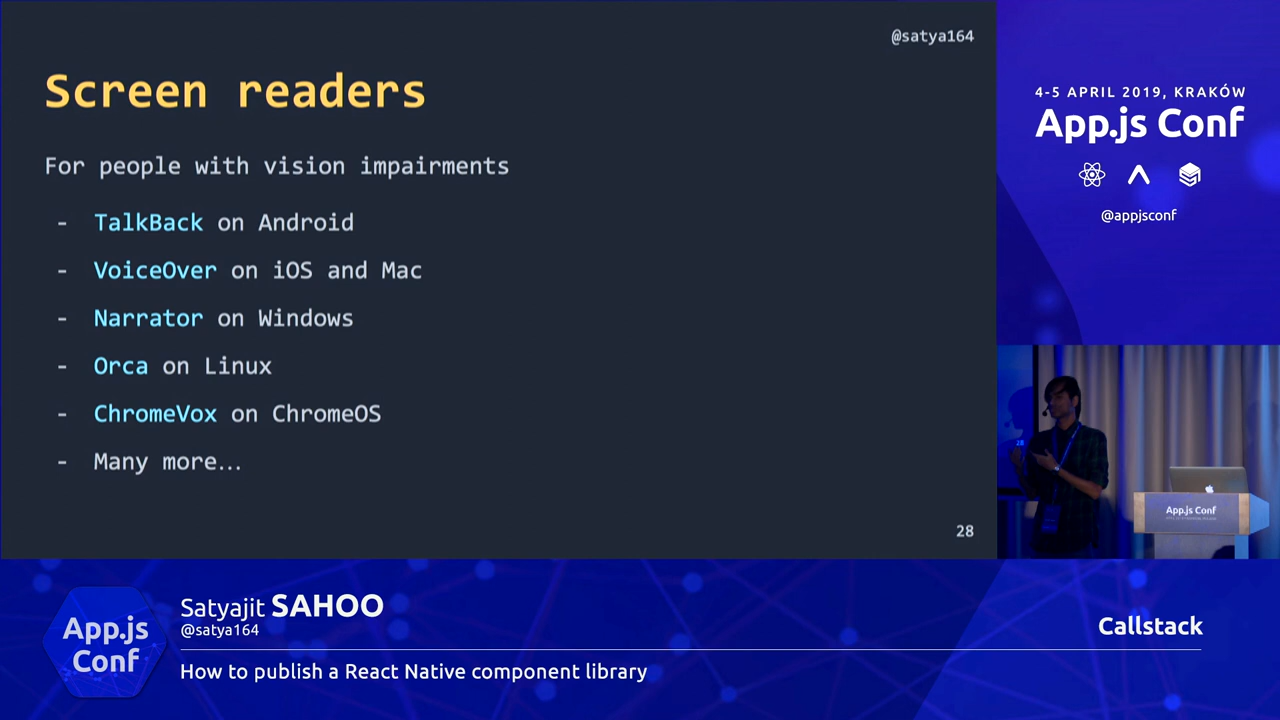 @satya164
Screen readers
For people with vision impairments
- TalkBack on Android
- VoiceOver on iOS and Mac
- Narrator on Windows
- Orca on Linux
- ChromeVox on ChromeOS
- Many more...
28
4-5 APRIL 2019, KRAKÓW
App.js Conf
@appjsconf
App.js Conf
App.js
Conf
Satyajit SAHOO
@satya164
How to publish a React Native component library
Callstack